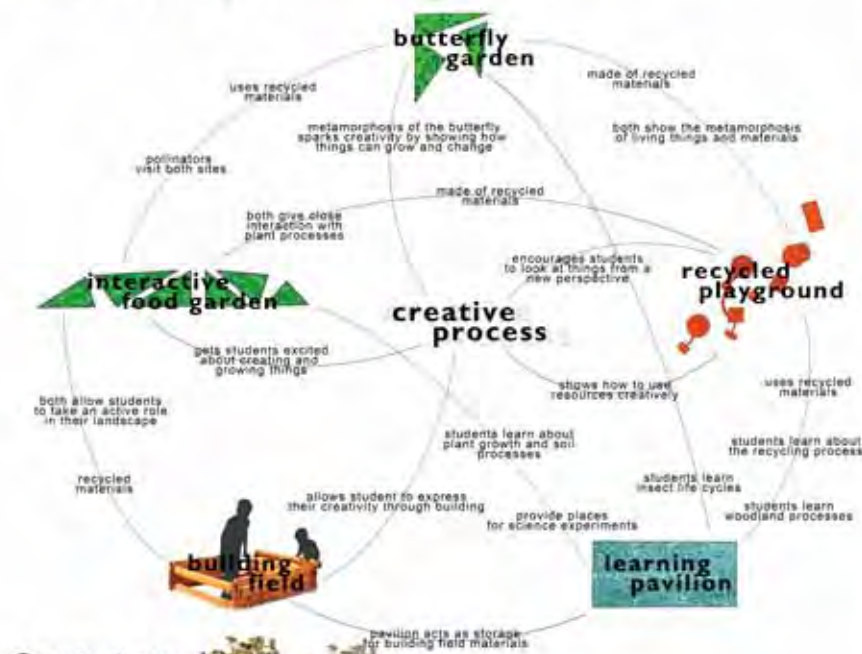 butterfly
garden
uses recycled
materials
made of recycled
materials
metamorphosis of the butterfly
sparks creativity by showing how
things can grow and change
both show the metamorphosis
of living things and materials
pollinators
visit both sites
made of recycled
materials
both give close
interaction with
plant processes
encourages students
to look at things from a
new perspective
recycled
playground
interactive
food garden
creative
process
gets students excited
about creating and
growing things
shows how to use
resources creatively
uses recycled
materials
both allow students
to take an active role
in their landscape
students learn about
plant growth and soil
processes
students learn about
the recycling process
recycled
materials
students learn
insect life cycles
allows student to express
their creativity through building
provide places
for science experiments
students learn
woodland processes
building
field
learning
pavilion
pavilion acts as storage
for building field materials